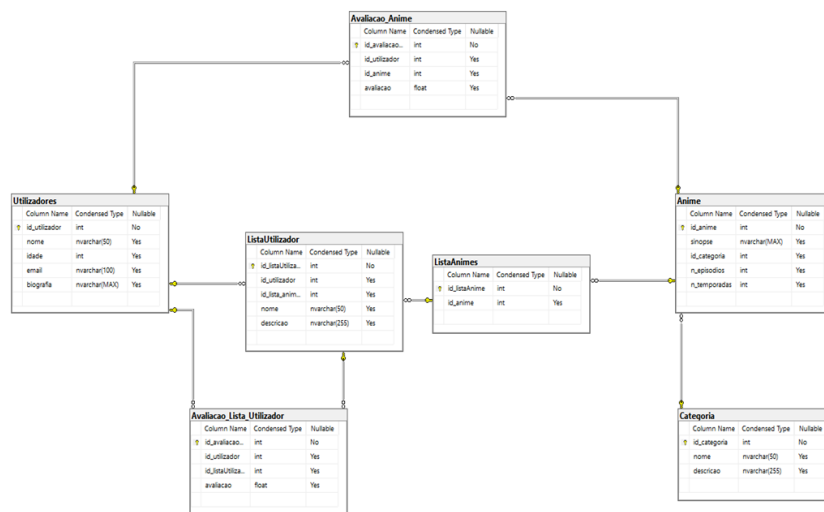 Avaliacao_Anime
Column Name Condensed Type Nullable
id_avaliacao... int No
id_utilizador int Yes
id_anime int Yes
avaliacao float Yes
Utilizadores
Column Name Condensed Type Nullable
id_utilizador int No
nome nvarchar(50) Yes
idade int Yes
email nvarchar(100) Yes
biografia nvarchar(MAX) Yes
Anime
Column Name Condensed Type Nullable
id_anime int No
sinopse nvarchar(MAX) Yes
id_categoria int Yes
n_episodios int Yes
n_temporadas int Yes
ListaUtilizador
Column Name Condensed Type Nullable
id_listaUtiliza... int No
id_utilizador int Yes
id_lista_anim... int Yes
nome nvarchar(50) Yes
descricao nvarchar(255) Yes
ListaAnimes
Column Name Condensed Type Nullable
id_listaAnime int No
id_anime int Yes
Avaliacao_Lista_Utilizador
Column Name Condensed Type Nullable
id_avaliacao... int No
id_utilizador int Yes
id_listaUtiliza... int Yes
avaliacao float Yes
Categoria
Column Name Condensed Type Nullable
id_categoria int No
nome nvarchar(50) Yes
descricao nvarchar(255) Yes